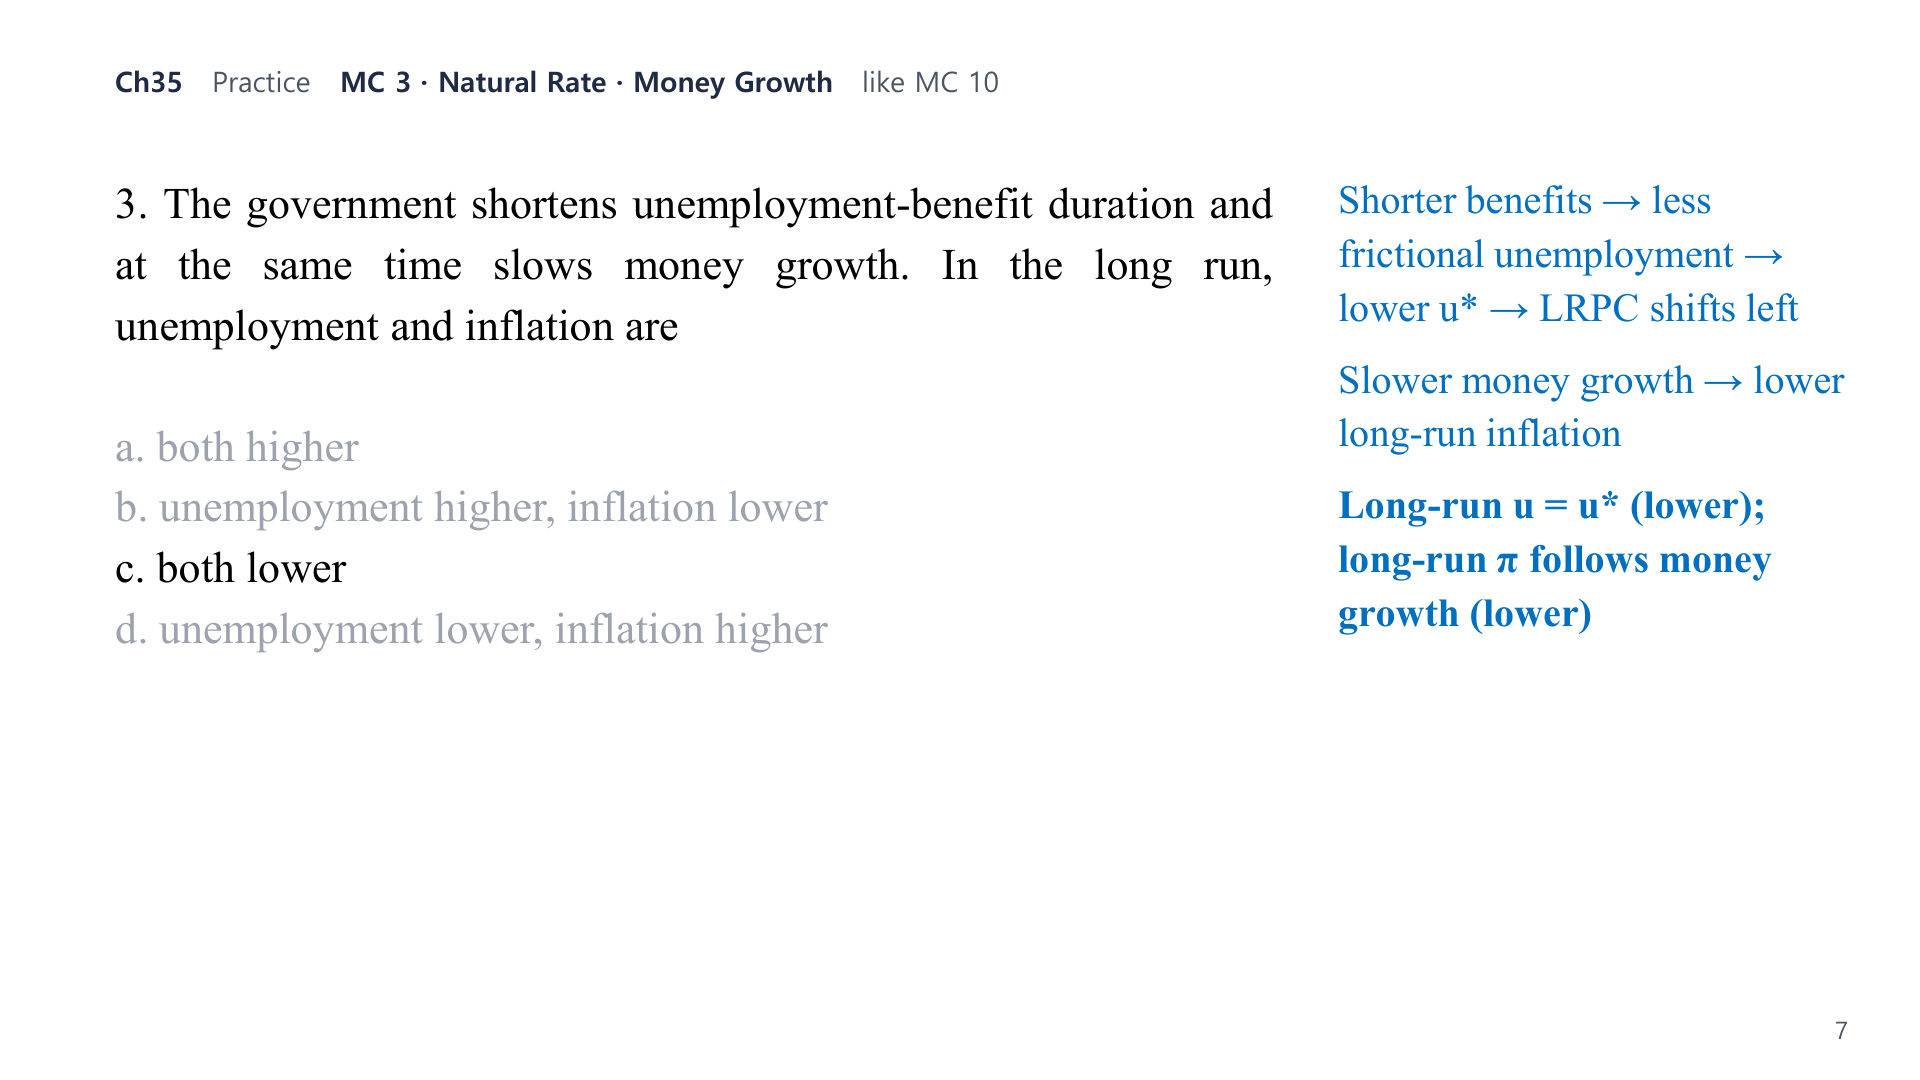 Ch35 Practice MC 3 · Natural Rate · Money Growth like MC 10
3. The government shortens unemployment-benefit duration and
at the same time slows money growth. In the long run,
unemployment and inflation are
a. both higher
b. unemployment higher, inflation lower
c. both lower
d. unemployment lower, inflation higher
Shorter benefits → less
frictional unemployment →
lower u* → LRPC shifts left
Slower money growth → lower
long-run inflation
Long-run u = u* (lower);
long-run π follows money
growth (lower)
7